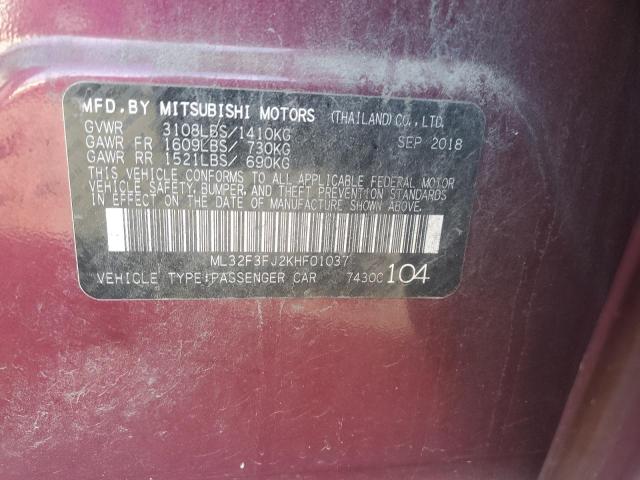 MFD. BY MITSUBISHI MOTORS (THAILAND) CO., LTD.
GVWR 3108LBS/1410KG SEP 2018
GAWR FR 1609LBS/ 730KG
GAWR RR 1521LBS/ 690KG
THIS VEHICLE CONFORMS TO ALL APPLICABLE FEDERAL MOTOR
VEHICLE SAFETY, BUMPER, AND THEFT PREVENTION STANDARDS
IN EFFECT ON THE DATE OF MANUFACTURE SHOWN ABOVE.
ML32F3FJ2KHF01037
VEHICLE TYPE:PASSENGER CAR 7430C 104